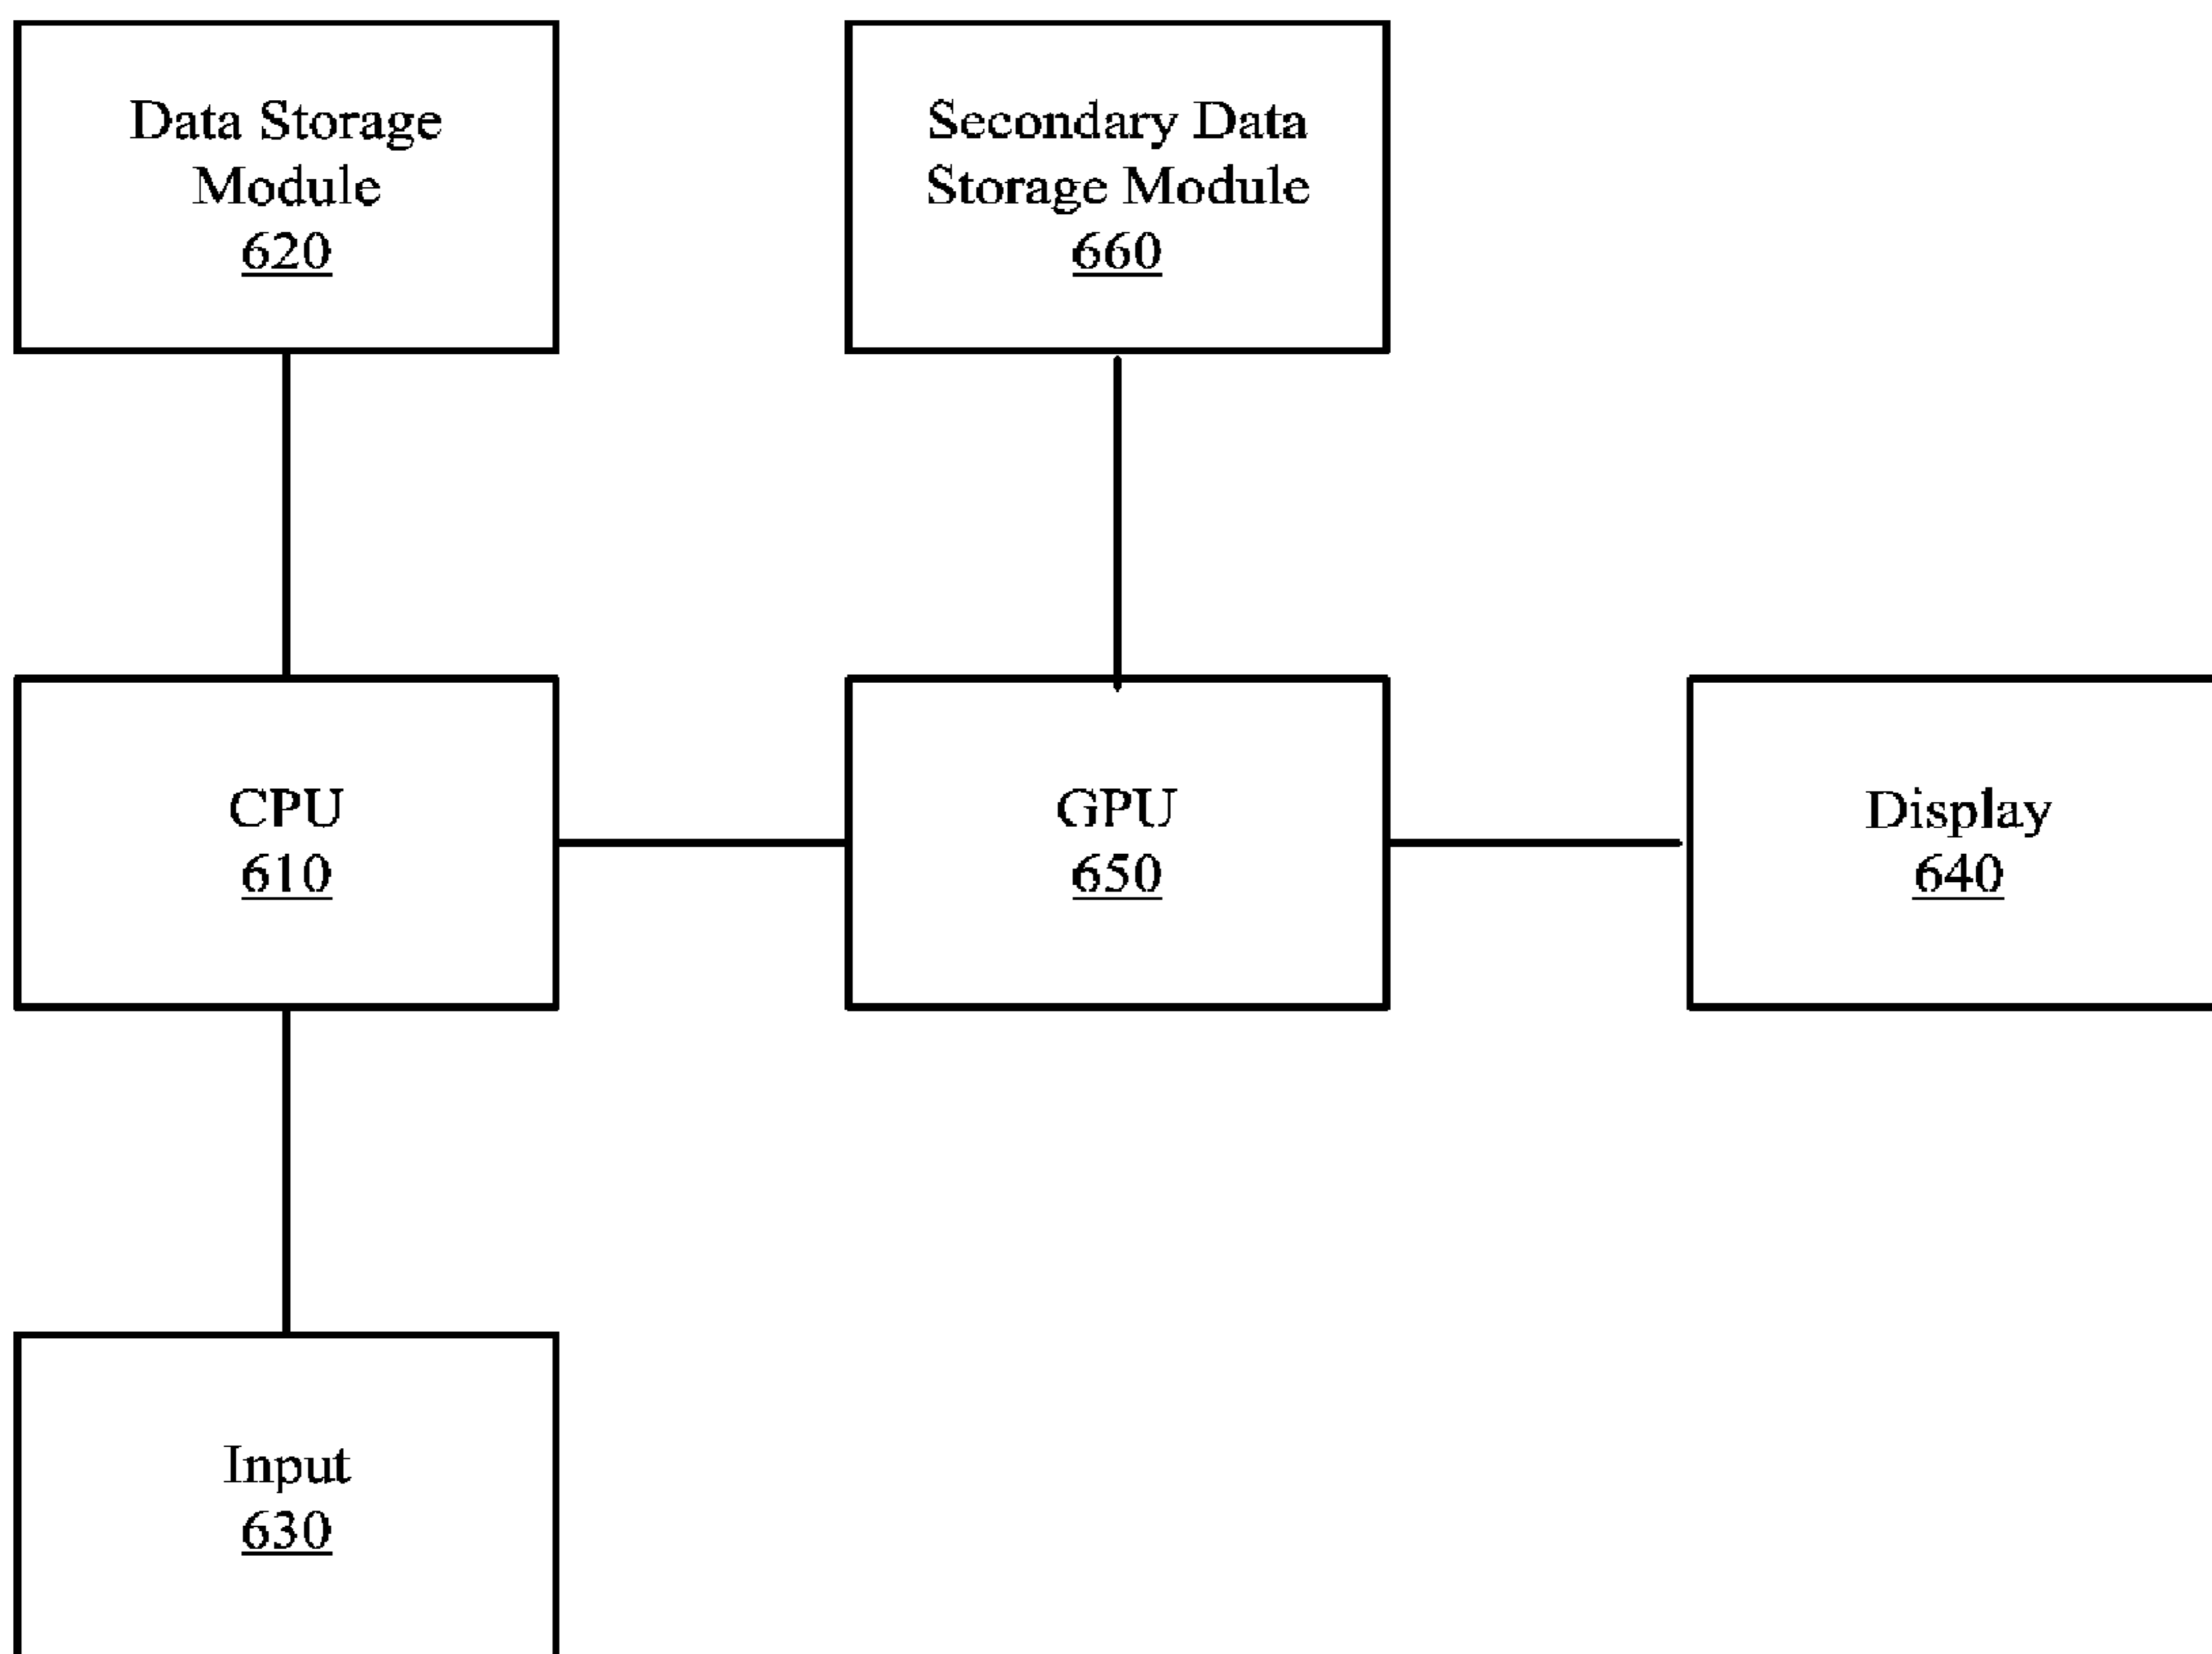 Data Storage
Module
620
Secondary Data
Storage Module
660
CPU
610
GPU
650
Display
640
Input
630